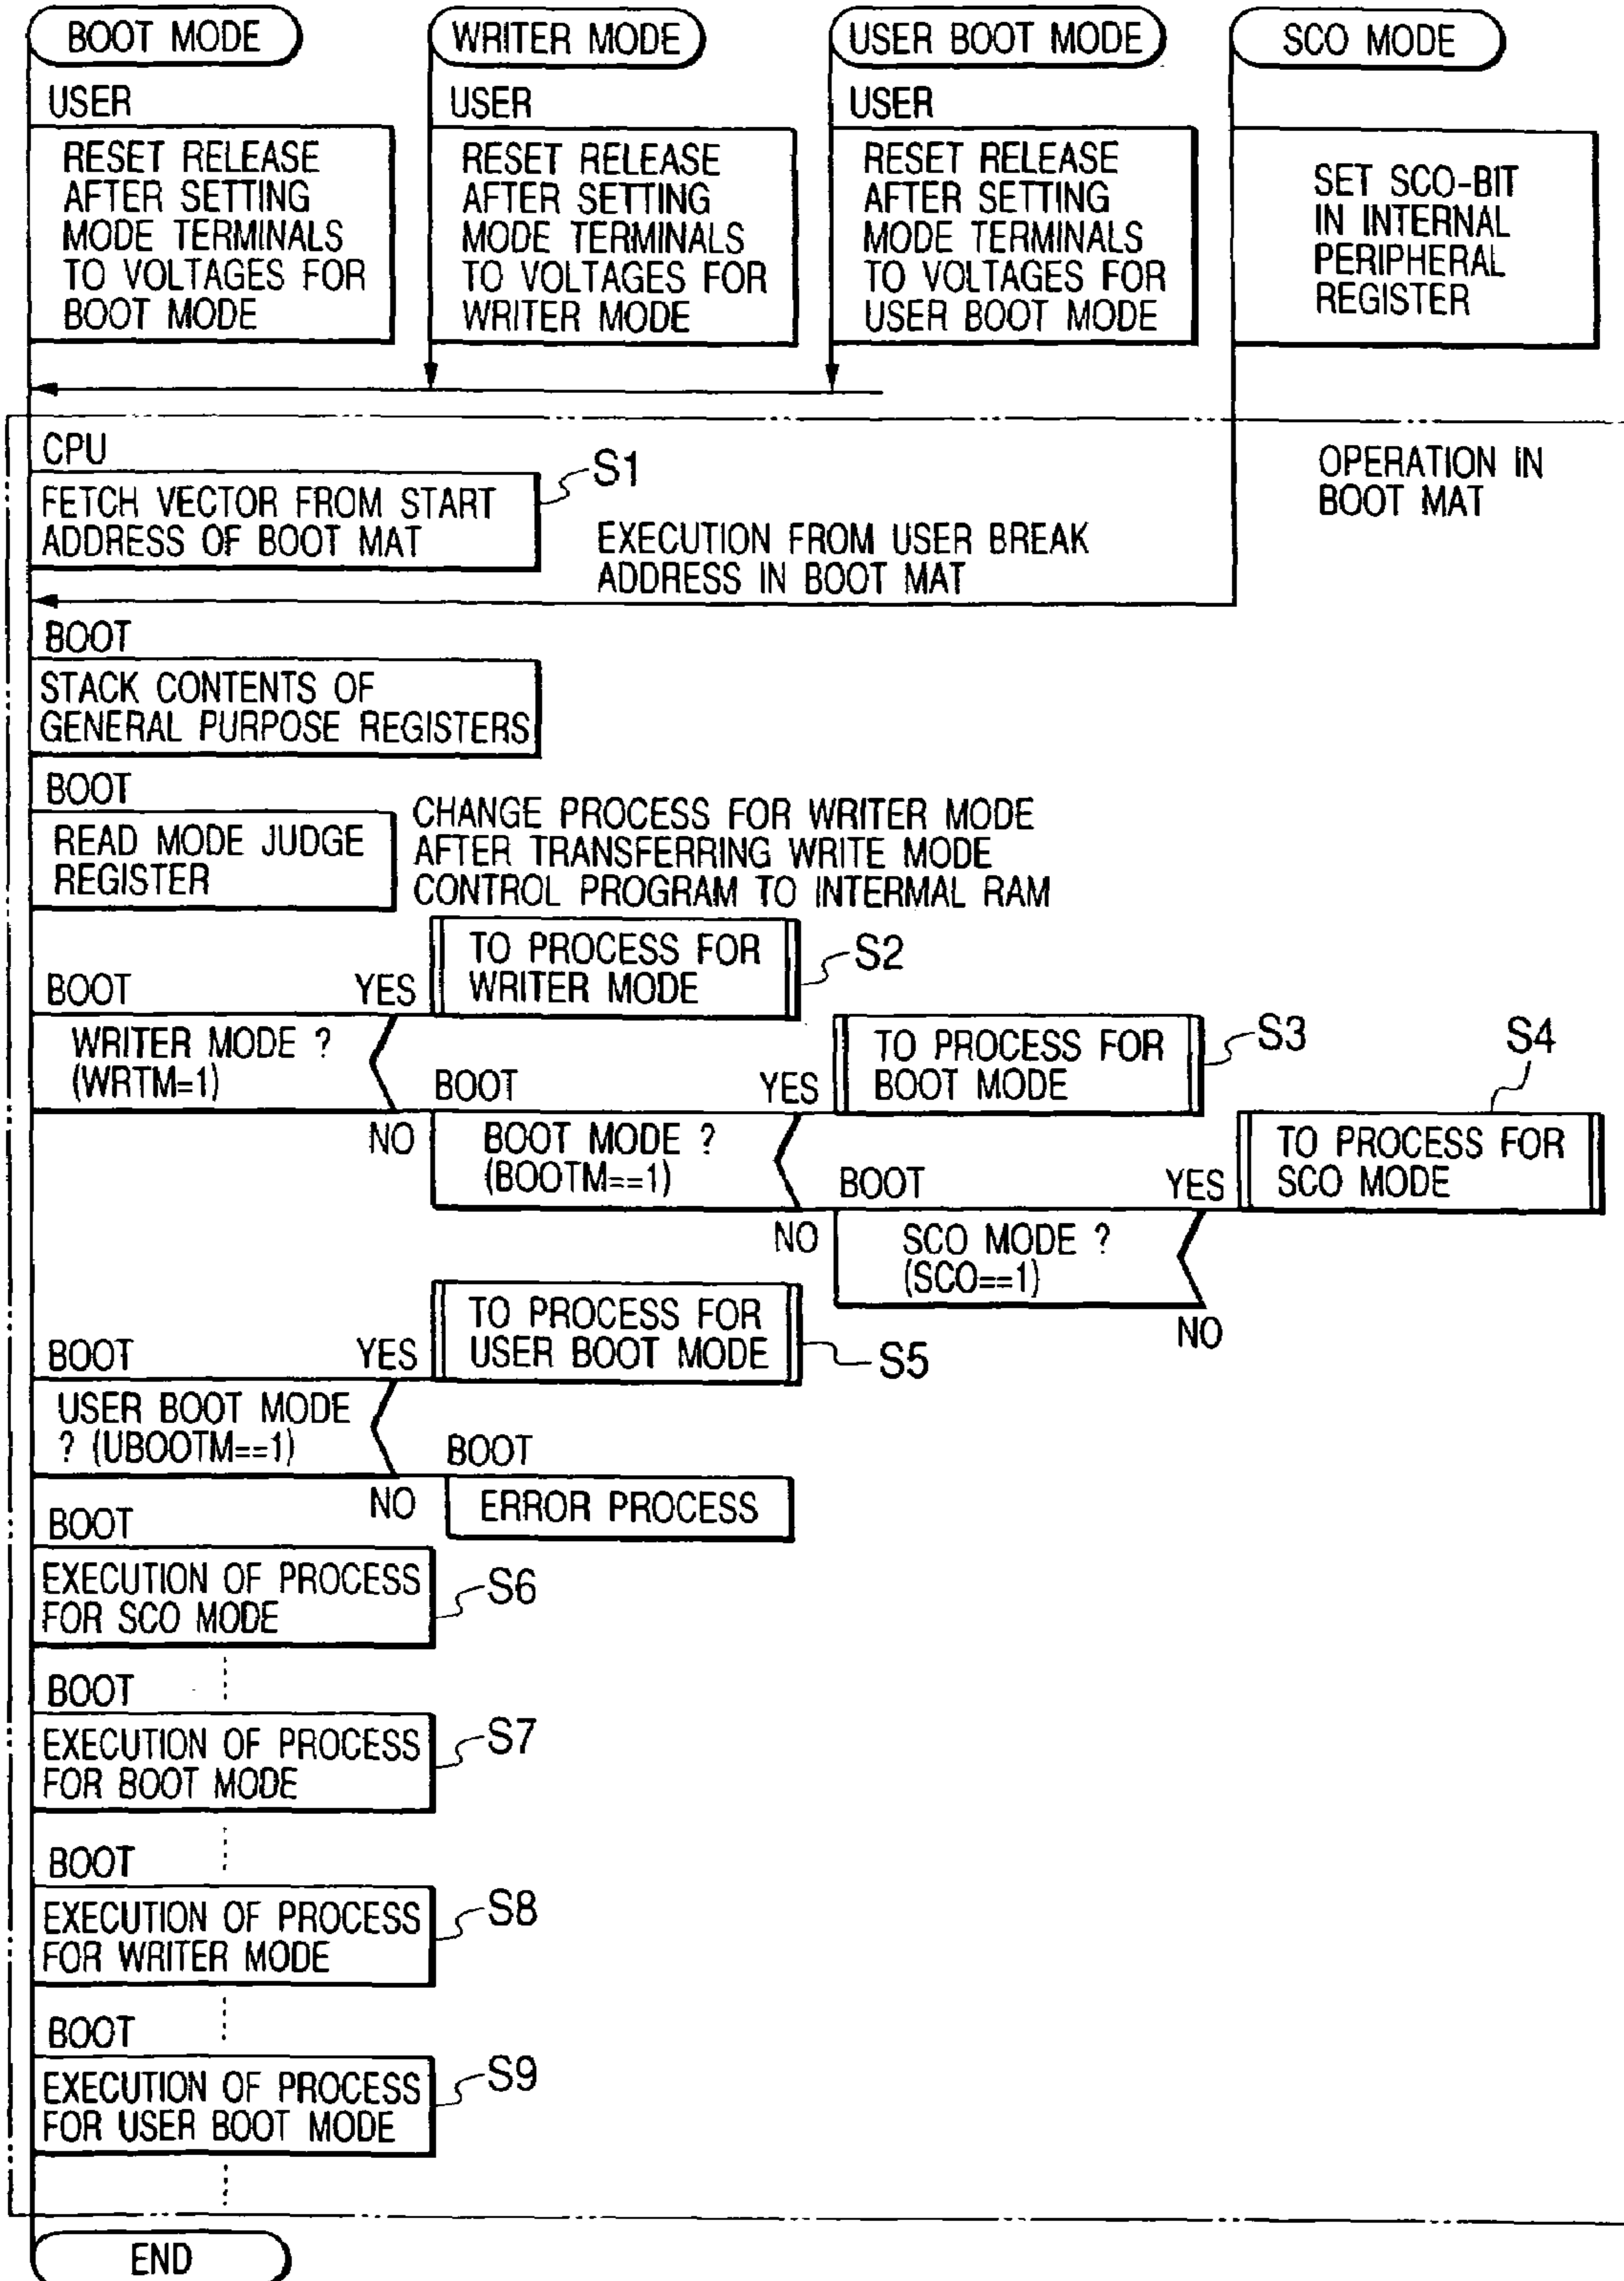 BOOT MODE
WRITER MODE
USER BOOT MODE
SCO MODE
USER
RESET RELEASE
AFTER SETTING
MODE TERMINALS
TO VOLTAGES FOR
BOOT MODE
USER
RESET RELEASE
AFTER SETTING
MODE TERMINALS
TO VOLTAGES FOR
WRITER MODE
USER
RESET RELEASE
AFTER SETTING
MODE TERMINALS
TO VOLTAGES FOR
USER BOOT MODE
SET SCO-BIT
IN INTERNAL
PERIPHERAL
REGISTER
OPERATION IN
BOOT MAT
CPU
FETCH VECTOR FROM START
ADDRESS OF BOOT MAT
S1
EXECUTION FROM USER BREAK
ADDRESS IN BOOT MAT
BOOT
STACK CONTENTS OF
GENERAL PURPOSE REGISTERS
BOOT
READ MODE JUDGE
REGISTER
CHANGE PROCESS FOR WRITER MODE
AFTER TRANSFERRING WRITE MODE
CONTROL PROGRAM TO INTERMAL RAM
BOOT
WRITER MODE ?
(WRTM=1)
YES
TO PROCESS FOR
WRITER MODE
S2
NO
BOOT
BOOT MODE ?
(BOOTM==1)
YES
TO PROCESS FOR
BOOT MODE
S3
NO
BOOT
SCO MODE ?
(SCO==1)
YES
TO PROCESS FOR
SCO MODE
S4
NO
BOOT
USER BOOT MODE
? (UBOOTM==1)
YES
TO PROCESS FOR
USER BOOT MODE
S5
NO
BOOT
ERROR PROCESS
BOOT
EXECUTION OF PROCESS
FOR SCO MODE
S6
BOOT
EXECUTION OF PROCESS
FOR BOOT MODE
S7
BOOT
EXECUTION OF PROCESS
FOR WRITER MODE
S8
BOOT
EXECUTION OF PROCESS
FOR USER BOOT MODE
S9
END